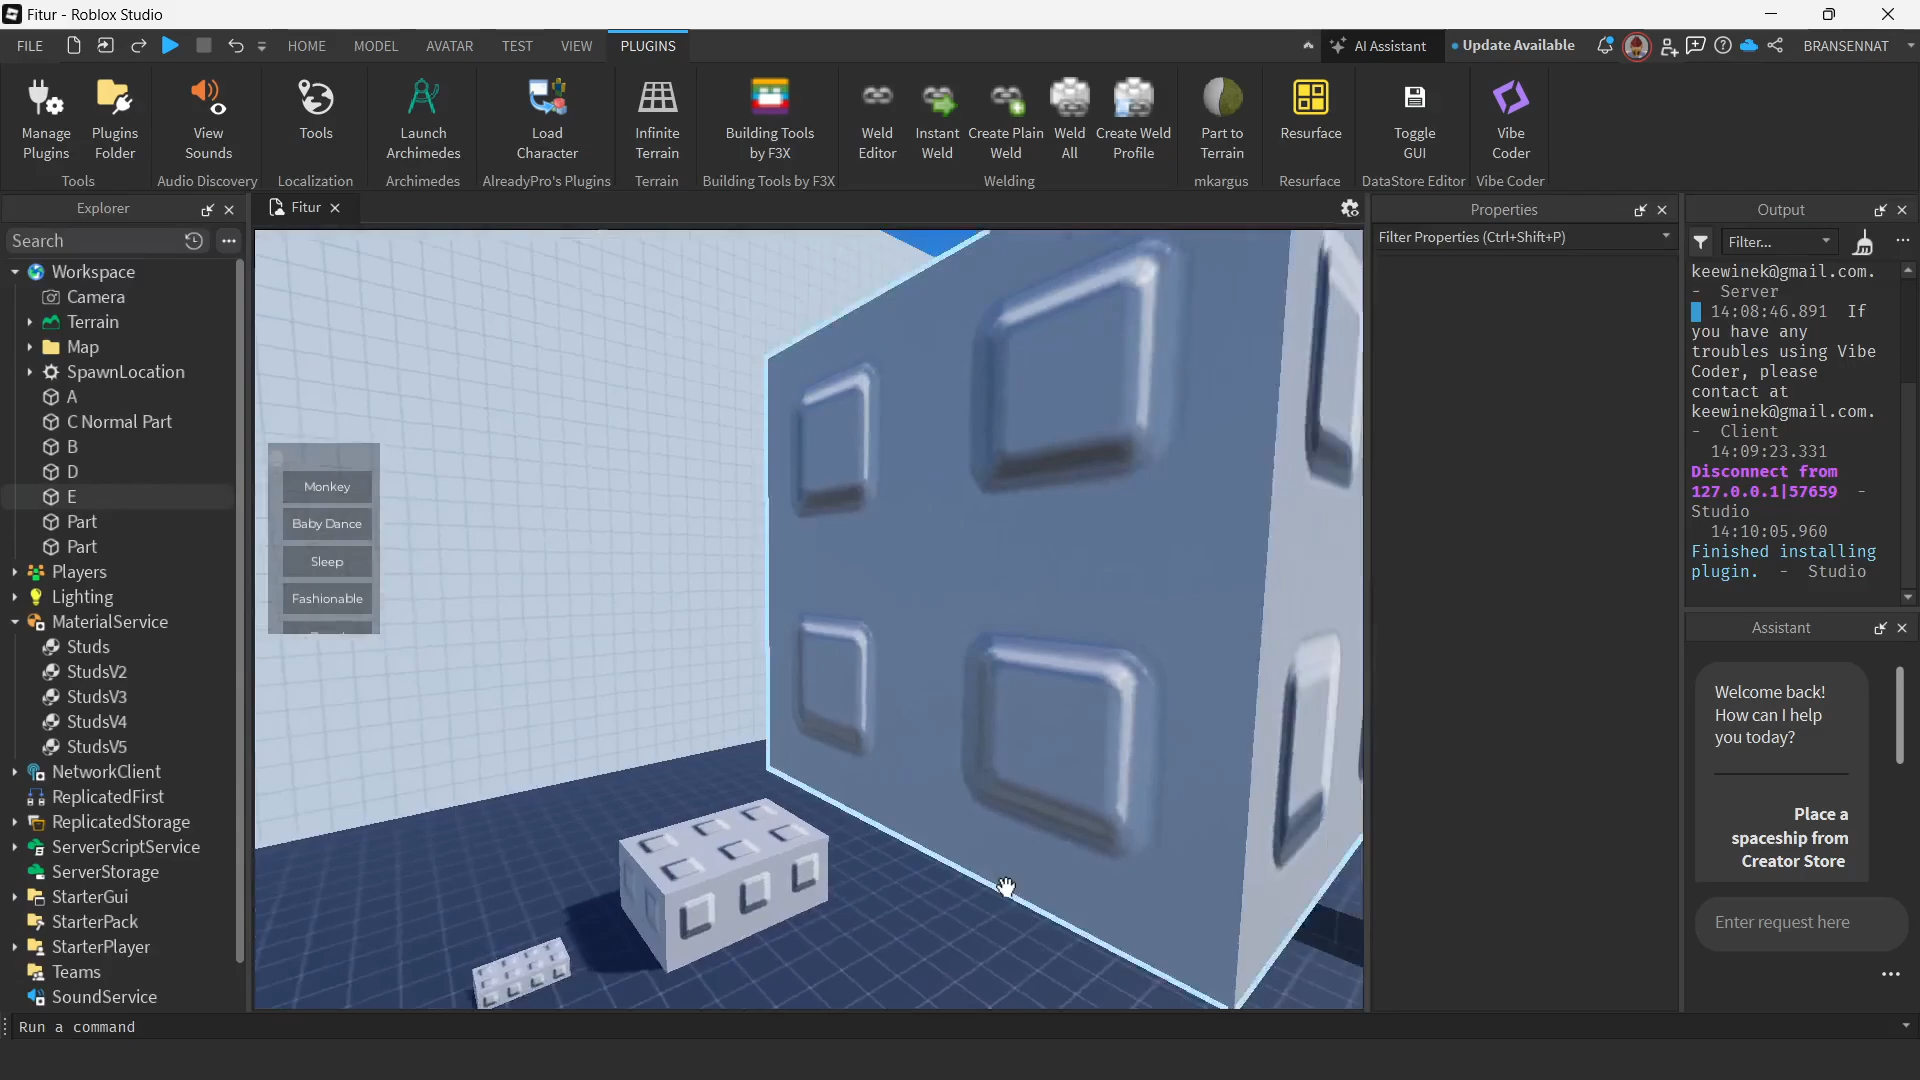 Fitur - Roblox Studio
FILE
HOME
MODEL
AVATAR
TEST
VIEW
PLUGINS
AI Assistant
Update Available
BRANSENNAT
Manage Plugins
Plugins Folder
View Sounds
Tools
Launch Archimedes
Load Character
Infinite Terrain
Building Tools by F3X
Weld Editor
Instant Weld
Create Plain Weld
Weld All
Create Weld Profile
Part to Terrain
Resurface
Toggle GUI
Vibe Coder
Tools
Audio Discovery
Localization
Archimedes
AlreadyPro's Plugins
Terrain
Building Tools by F3X
Welding
mkargus
Resurface
DataStore Editor
Vibe Coder
Explorer
Search
Workspace
Camera
Terrain
Map
SpawnLocation
A
C Normal Part
B
D
E
Part
Part
Players
Lighting
MaterialService
Studs
StudsV2
StudsV3
StudsV4
StudsV5
NetworkClient
ReplicatedFirst
ReplicatedStorage
ServerScriptService
ServerStorage
StarterGui
StarterPack
StarterPlayer
Teams
SoundService
Fitur
Monkey
Baby Dance
Sleep
Fashionable
Properties
Filter Properties (Ctrl+Shift+P)
Output
Filter...
keewinek@gmail.com.
- Server
14:08:46.891 If
you have any
troubles using Vibe
Coder, please
contact at
keewinek@gmail.com.
- Client
14:09:23.331
Disconnect from
127.0.0.1|57659 -
Studio
14:10:05.960
Finished installing
plugin. - Studio
Assistant
Welcome back!
How can I help
you today?
Place a
spaceship from
Creator Store
Enter request here
Run a command